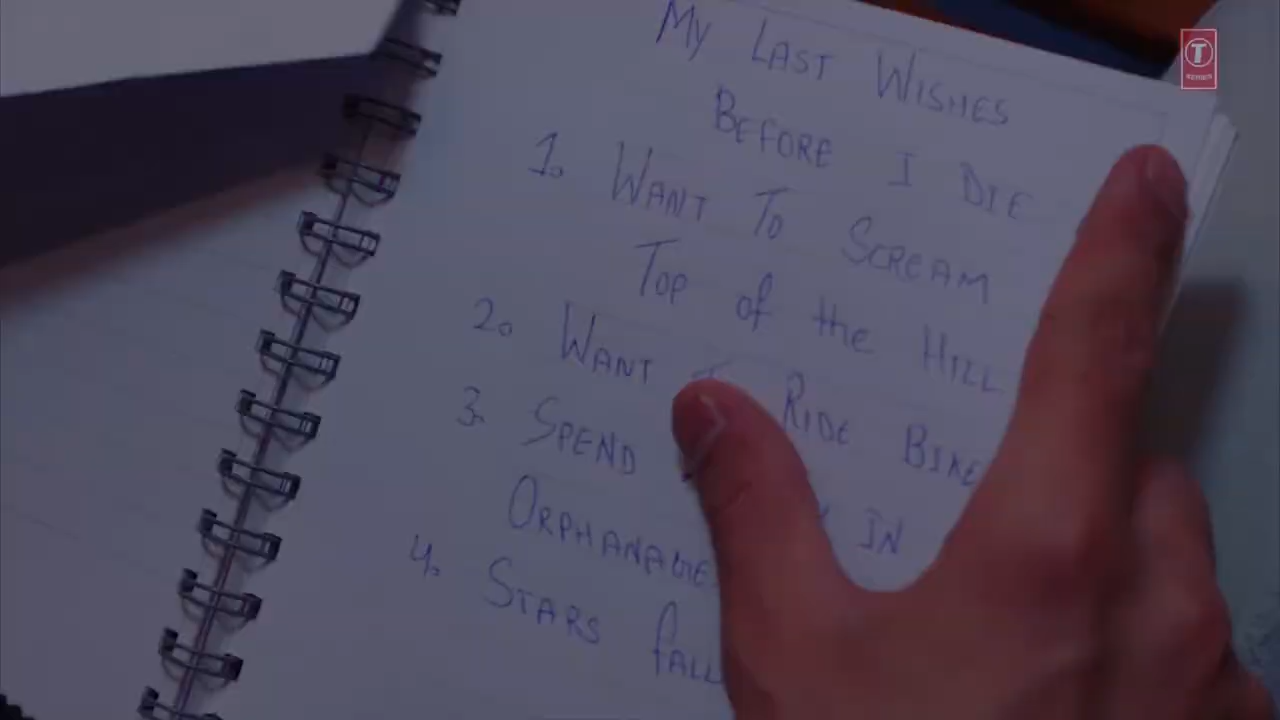 My LAST WISHES
BEFORE I DIE
1. WANT To SCREAM
Top of the HILL
2. WANT RIDE BIKE
3. SPEND IN
ORPHANAGE
4. STARS fALL
T